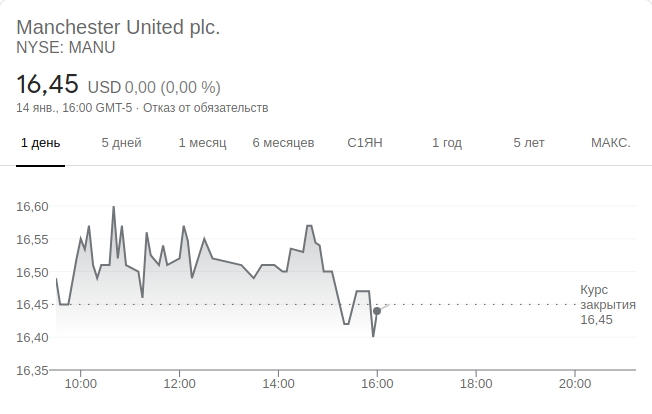 Manchester United plc.
NYSE: MANU
16,45 USD 0,00 (0,00 %)
14 янв., 16:00 GMT-5 · Отказ от обязательств
1 день 5 дней 1 месяц 6 месяцев С1ЯН 1 год 5 лет МАКС.
16,60
16,55
16,50
16,45
16,40
16,35
Курс
закрытия
16,45
10:00 12:00 14:00 16:00 18:00 20:00